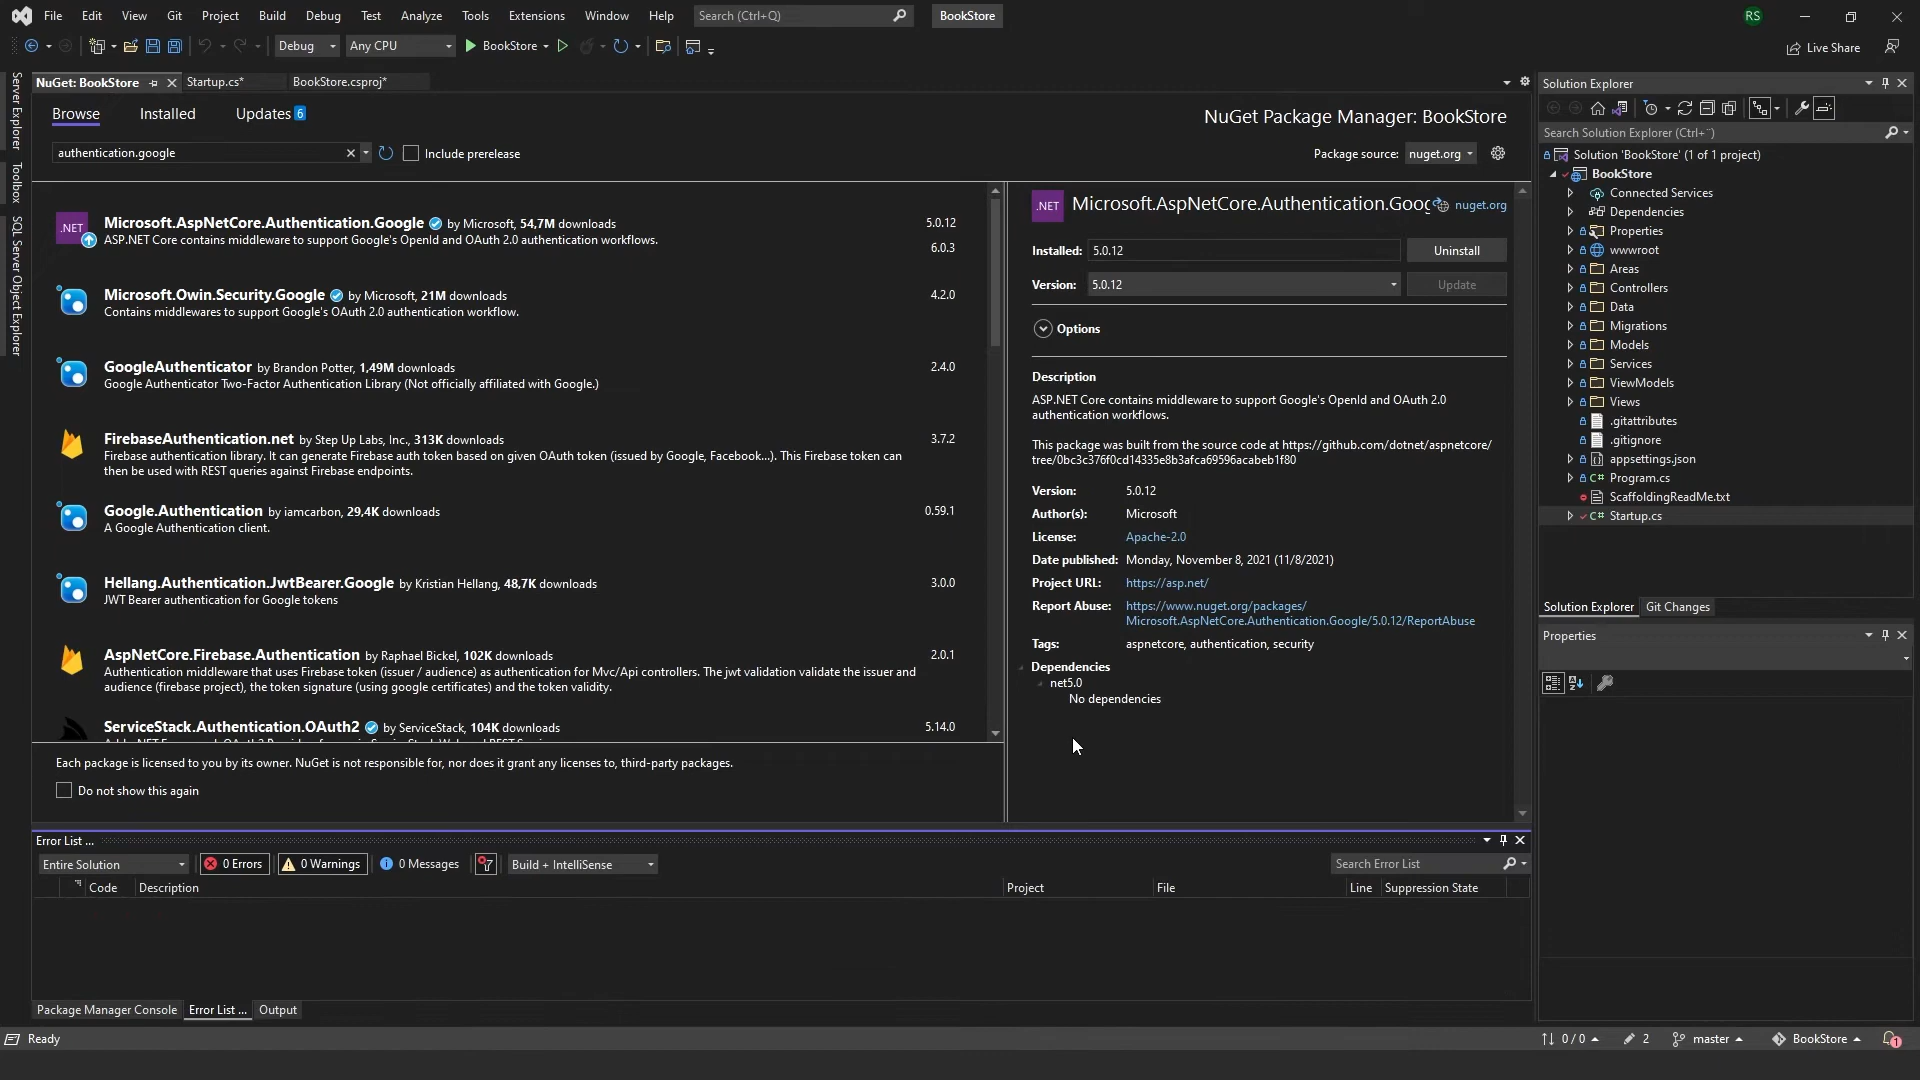 File Edit View Git Project Build Debug Test Analyze Tools Extensions Window Help Search (Ctrl+Q) BookStore RS
Debug Any CPU BookStore Live Share
Server Explorer
Toolbox
SQL Server Object Explorer
NuGet: BookStore Startup.cs* BookStore.csproj*
Browse Installed Updates 6
NuGet Package Manager: BookStore
authentication.google Include prerelease
Package source: nuget.org
.NET
Microsoft.AspNetCore.Authentication.Google by Microsoft, 54,7M downloads 5.0.12
ASP.NET Core contains middleware to support Google's OpenId and OAuth 2.0 authentication workflows.
6.0.3
Microsoft.Owin.Security.Google by Microsoft, 21M downloads 4.2.0
Contains middlewares to support Google's OAuth 2.0 authentication workflow.
GoogleAuthenticator by Brandon Potter, 1,49M downloads 2.4.0
Google Authenticator Two-Factor Authentication Library (Not officially affiliated with Google.)
FirebaseAuthentication.net by Step Up Labs, Inc., 313K downloads 3.7.2
Firebase authentication library. It can generate Firebase auth token based on given OAuth token (issued by Google, Facebook...). This Firebase token can
then be used with REST queries against Firebase endpoints.
Google.Authentication by iamcarbon, 29,4K downloads 0.59.1
A Google Authentication client.
Hellang.Authentication.JwtBearer.Google by Kristian Hellang, 48,7K downloads 3.0.0
JWT Bearer authentication for Google tokens
AspNetCore.Firebase.Authentication by Raphael Bickel, 102K downloads 2.0.1
Authentication middleware that uses Firebase token (issuer / audience) as authentication for Mvc/Api controllers. The jwt validation validate the issuer and
audience (firebase project), the token signature (using google certificates) and the token validity.
ServiceStack.Authentication.OAuth2 by ServiceStack, 104K downloads 5.14.0
Each package is licensed to you by its owner. NuGet is not responsible for, nor does it grant any licenses to, third-party packages.
Do not show this again
.NET Microsoft.AspNetCore.Authentication.Goog nuget.org
Installed: 5.0.12 Uninstall
Version: 5.0.12 Update
Options
Description
ASP.NET Core contains middleware to support Google's OpenId and OAuth 2.0
authentication workflows.
This package was built from the source code at https://github.com/dotnet/aspnetcore/
tree/0bc3c376f0cd14335e8b3afca69596acabeb1f80
Version: 5.0.12
Author(s): Microsoft
License: Apache-2.0
Date published: Monday, November 8, 2021 (11/8/2021)
Project URL: https://asp.net/
Report Abuse: https://www.nuget.org/packages/
Microsoft.AspNetCore.Authentication.Google/5.0.12/ReportAbuse
Tags: aspnetcore, authentication, security
Dependencies
net5.0
No dependencies
Solution Explorer
Search Solution Explorer (Ctrl+¨)
Solution 'BookStore' (1 of 1 project)
BookStore
Connected Services
Dependencies
Properties
wwwroot
Areas
Controllers
Data
Migrations
Models
Services
ViewModels
Views
.gitattributes
.gitignore
appsettings.json
C# Program.cs
ScaffoldingReadMe.txt
C# Startup.cs
Solution Explorer Git Changes
Properties
Error List ...
Entire Solution 0 Errors 0 Warnings 0 Messages Build + IntelliSense Search Error List
Code Description Project File Line Suppression State
Package Manager Console Error List ... Output
Ready 0 / 0 2 master BookStore 1